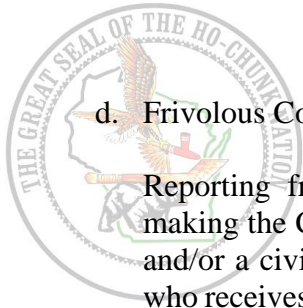 THE GREAT SEAL OF THE HO-CHUNK NATION
d. Frivolous Co
Reporting fr
making the C
and/or a civi
who receives